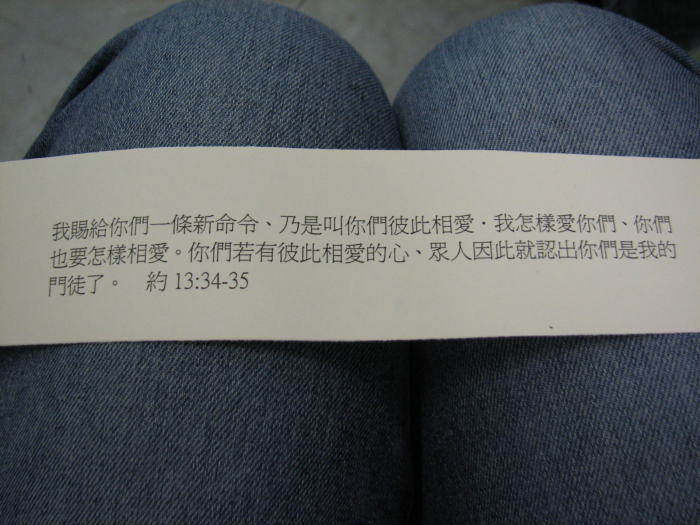 我賜給你們一條新命令、乃是叫你們彼此相愛．我怎樣愛你們、你們
也要怎樣相愛。你們若有彼此相愛的心、眾人因此就認出你們是我的
門徒了。 約 13:34-35